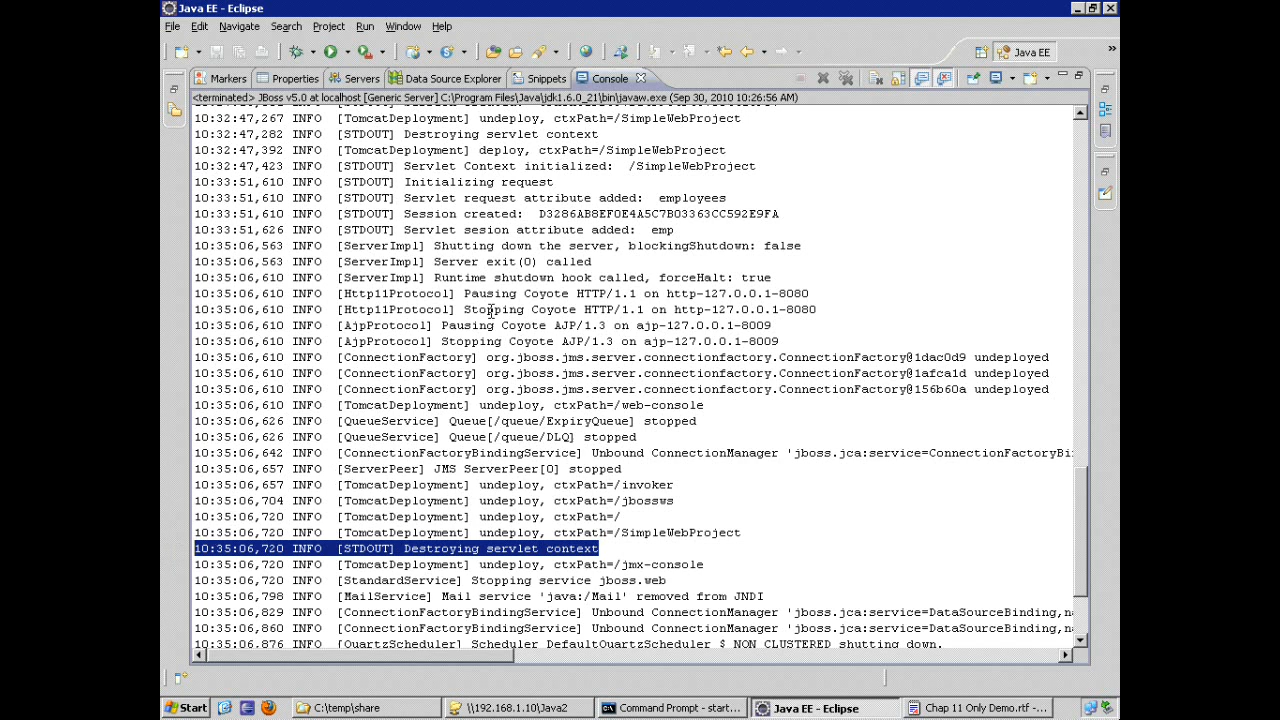 Java EE - Eclipse
File Edit Navigate Search Project Run Window Help
Java EE
Markers Properties Servers Data Source Explorer Snippets Console
<terminated> JBoss v5.0 at localhost [Generic Server] C:\Program Files\Java\jdk1.6.0_21\bin\javaw.exe (Sep 30, 2010 10:26:56 AM)
10:32:47,267 INFO [TomcatDeployment] undeploy, ctxPath=/SimpleWebProject
10:32:47,282 INFO [STDOUT] Destroying servlet context
10:32:47,392 INFO [TomcatDeployment] deploy, ctxPath=/SimpleWebProject
10:32:47,423 INFO [STDOUT] Servlet Context initialized: /SimpleWebProject
10:33:51,610 INFO [STDOUT] Initializing request
10:33:51,610 INFO [STDOUT] Servlet request attribute added: employees
10:33:51,610 INFO [STDOUT] Session created: D3286AB8EF0E4A5C7B03363CC592E9FA
10:33:51,626 INFO [STDOUT] Servlet sesion attribute added: emp
10:35:06,563 INFO [ServerImpl] Shutting down the server, blockingShutdown: false
10:35:06,563 INFO [ServerImpl] Server exit(0) called
10:35:06,610 INFO [ServerImpl] Runtime shutdown hook called, forceHalt: true
10:35:06,610 INFO [Http11Protocol] Pausing Coyote HTTP/1.1 on http-127.0.0.1-8080
10:35:06,610 INFO [Http11Protocol] Stopping Coyote HTTP/1.1 on http-127.0.0.1-8080
10:35:06,610 INFO [AjpProtocol] Pausing Coyote AJP/1.3 on ajp-127.0.0.1-8009
10:35:06,610 INFO [AjpProtocol] Stopping Coyote AJP/1.3 on ajp-127.0.0.1-8009
10:35:06,610 INFO [ConnectionFactory] org.jboss.jms.server.connectionfactory.ConnectionFactory@1dac0d9 undeployed
10:35:06,610 INFO [ConnectionFactory] org.jboss.jms.server.connectionfactory.ConnectionFactory@1afca1d undeployed
10:35:06,610 INFO [ConnectionFactory] org.jboss.jms.server.connectionfactory.ConnectionFactory@156b60a undeployed
10:35:06,610 INFO [TomcatDeployment] undeploy, ctxPath=/web-console
10:35:06,626 INFO [QueueService] Queue[/queue/ExpiryQueue] stopped
10:35:06,626 INFO [QueueService] Queue[/queue/DLQ] stopped
10:35:06,642 INFO [ConnectionFactoryBindingService] Unbound ConnectionManager 'jboss.jca:service=ConnectionFactoryBi
10:35:06,657 INFO [ServerPeer] JMS ServerPeer[0] stopped
10:35:06,657 INFO [TomcatDeployment] undeploy, ctxPath=/invoker
10:35:06,704 INFO [TomcatDeployment] undeploy, ctxPath=/jbossws
10:35:06,720 INFO [TomcatDeployment] undeploy, ctxPath=/
10:35:06,720 INFO [TomcatDeployment] undeploy, ctxPath=/SimpleWebProject
10:35:06,720 INFO [STDOUT] Destroying servlet context
10:35:06,720 INFO [TomcatDeployment] undeploy, ctxPath=/jmx-console
10:35:06,720 INFO [StandardService] Stopping service jboss.web
10:35:06,798 INFO [MailService] Mail service 'java:/Mail' removed from JNDI
10:35:06,829 INFO [ConnectionFactoryBindingService] Unbound ConnectionManager 'jboss.jca:service=DataSourceBinding,n
10:35:06,860 INFO [ConnectionFactoryBindingService] Unbound ConnectionManager 'jboss.jca:service=DataSourceBinding,n
10:35:06,876 INFO [QuartzScheduler] Scheduler DefaultQuartzScheduler_$_NON_CLUSTERED shutting down.
Start C:\temp\share \\192.168.1.10\Java2 Command Prompt - start... Java EE - Eclipse Chap 11 Only Demo.rtf - ...